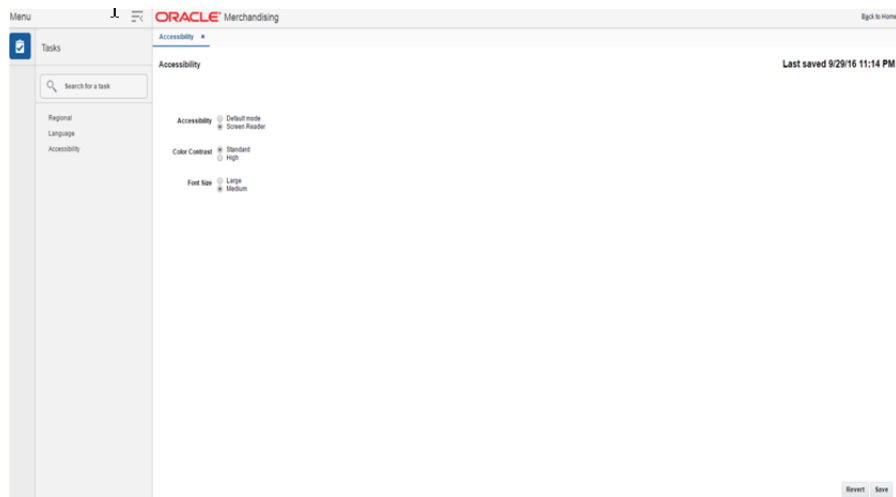 Menu
ORACLE Merchandising
Back to Home
Tasks
Search for a task
Regional
Language
Accessibility
Accessibility ×
Accessibility
Last saved 9/29/16 11:14 PM
Accessibility Default mode
Screen Reader
Color Contrast Standard
High
Font Size Large
Medium
Revert Save